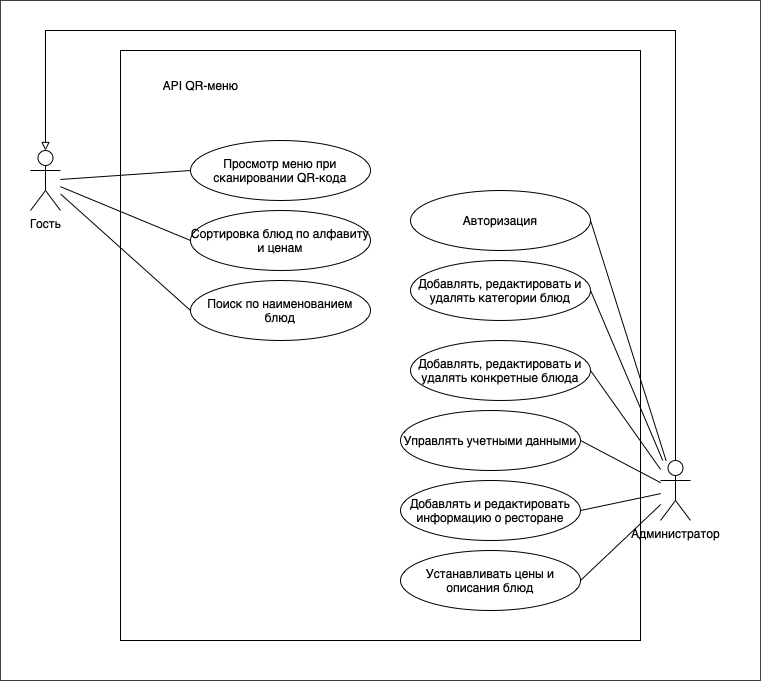 API QR-меню
Просмотр меню при
сканировании QR-кода
Гость
Сортировка блюд по алфавиту
и ценам
Поиск по наименованием
блюд
Авторизация
Добавлять, редактировать и
удалять категории блюд
Добавлять, редактировать и
удалять конкретные блюда
Управлять учетными данными
Добавлять и редактировать
информацию о ресторане
Администратор
Устанавливать цены и
описания блюд